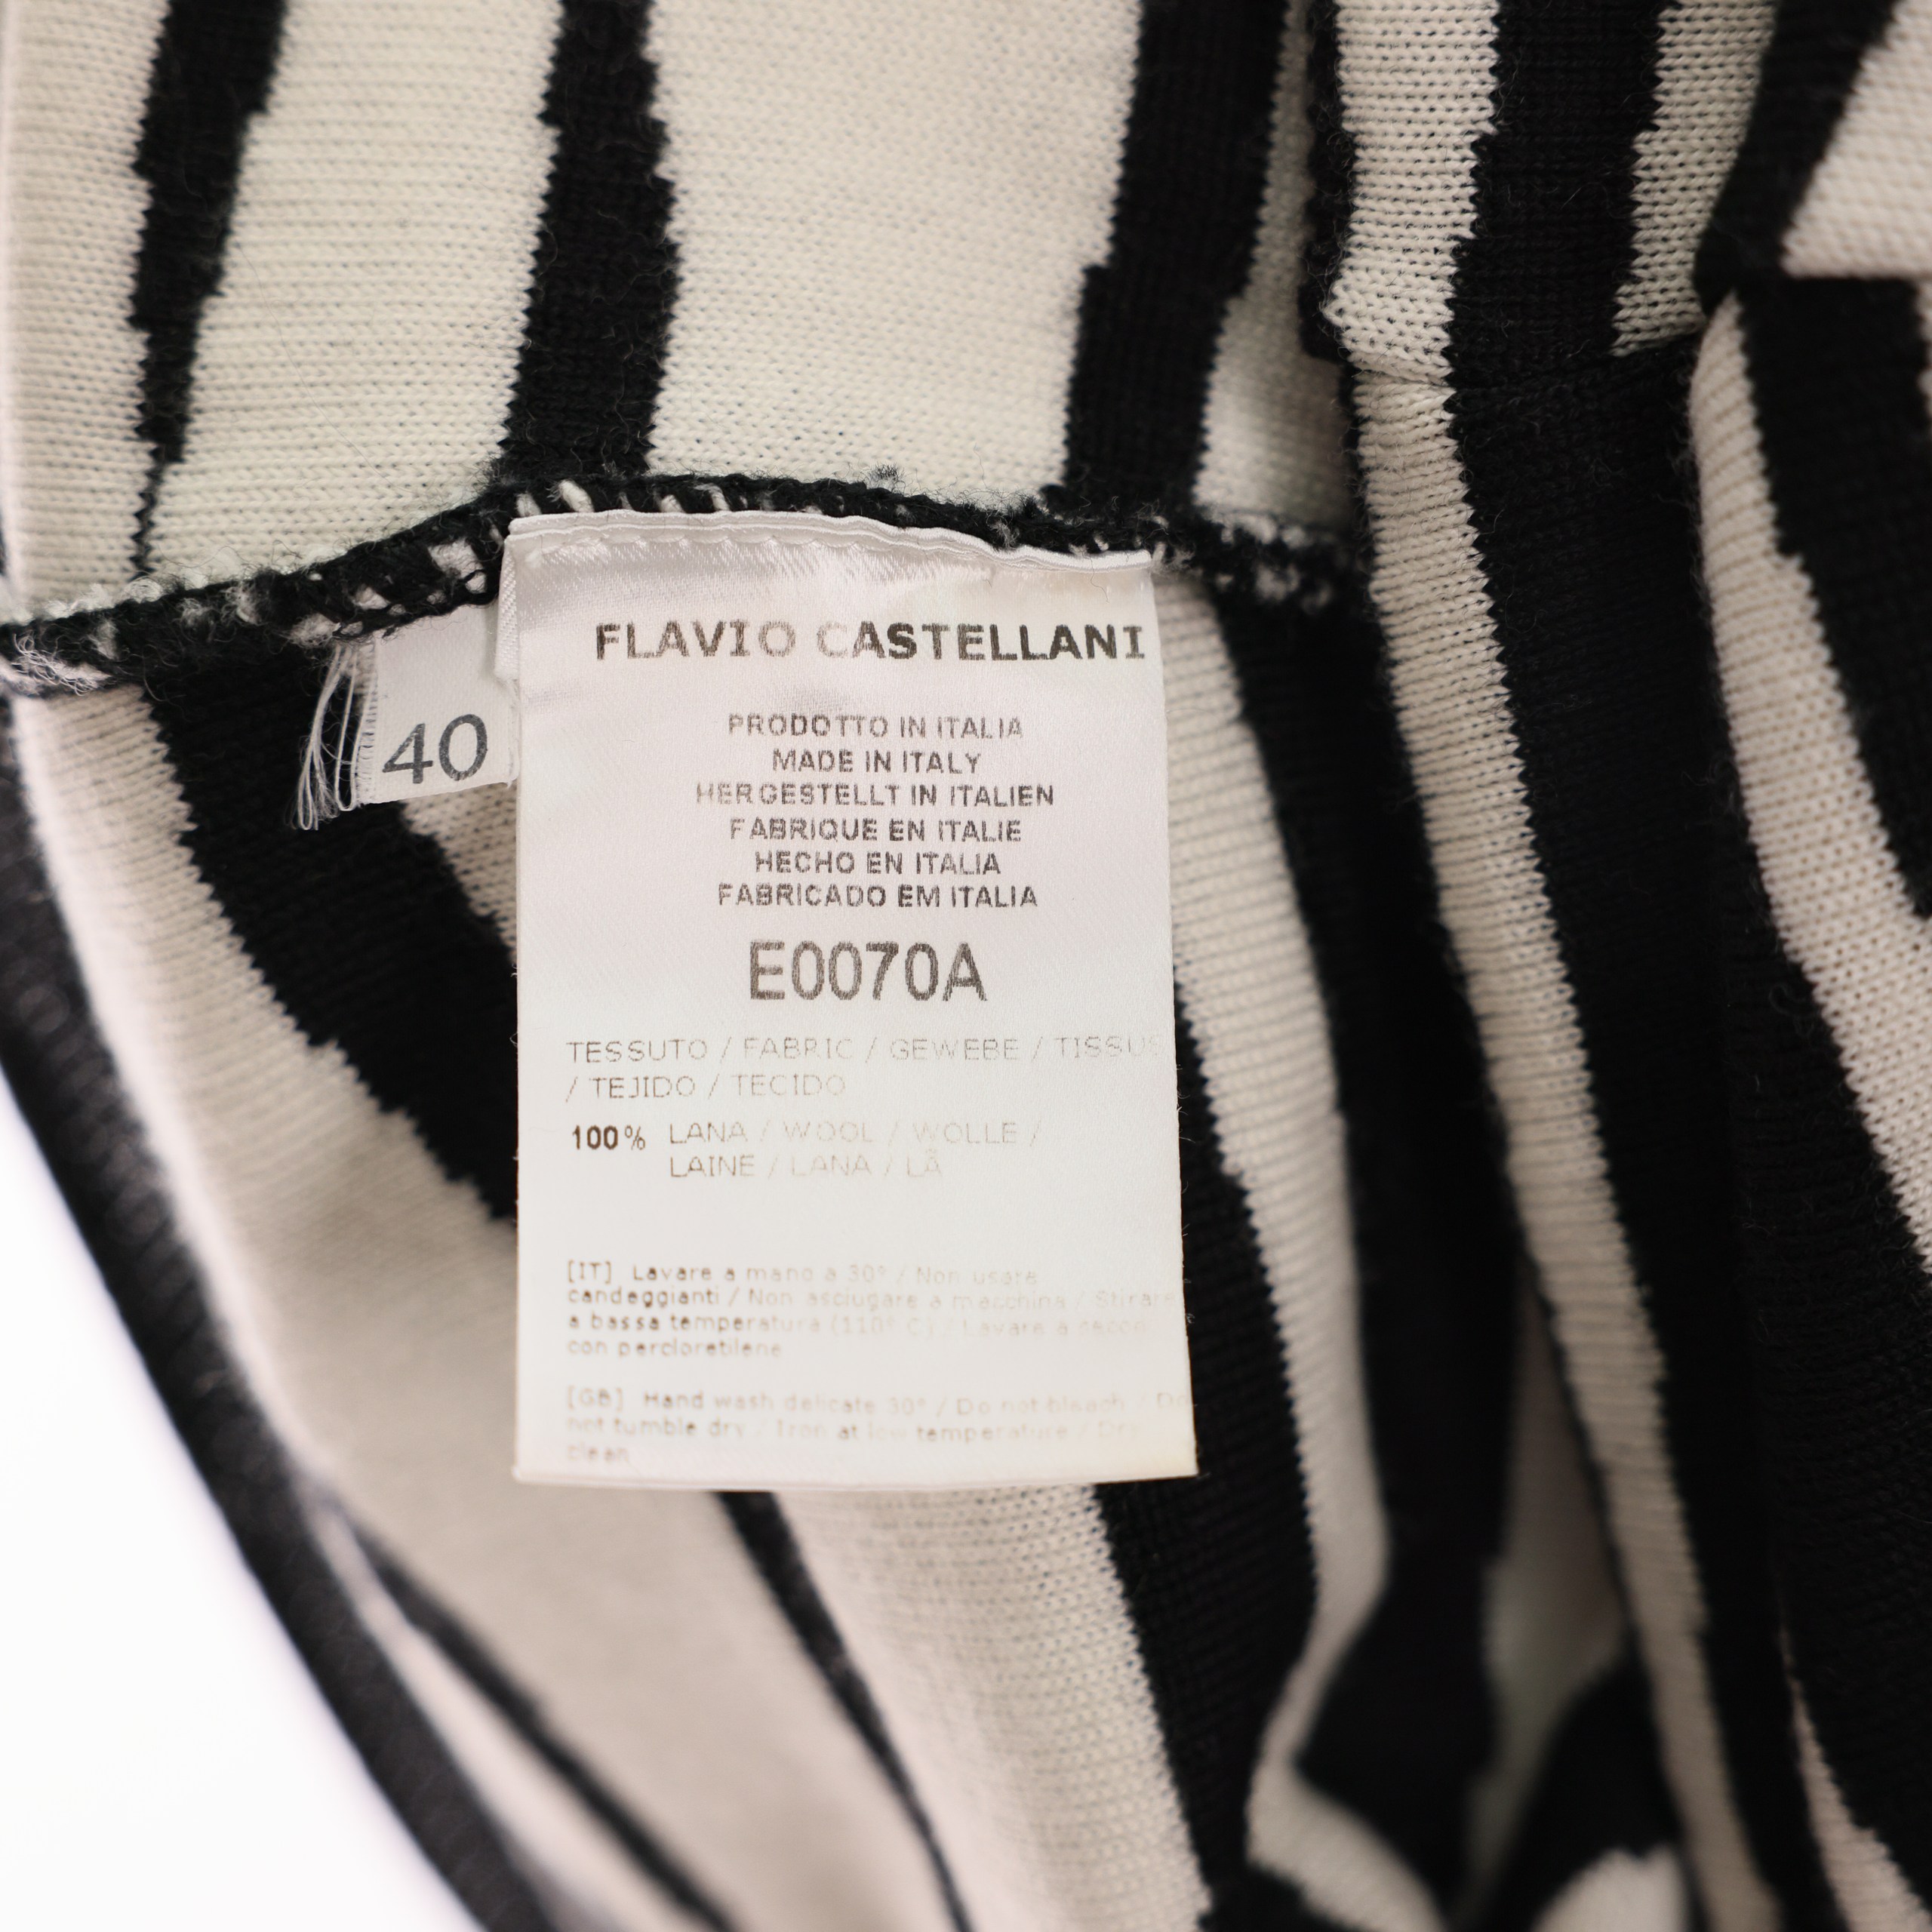 FLAVIO CASTELLANI
40
PRODOTTO IN ITALIA
MADE IN ITALY
HERGESTELLT IN ITALIEN
FABRIQUE EN ITALIE
HECHO EN ITALIA
FABRICADO EM ITALIA
E0070A
TESSUTO / FABRIC / GEWEBE / TISSUS
/ TEJIDO / TECIDO
100% LANA / WOOL / WOLLE /
LAINE / LANA / LÃ
[IT] Lavare a mano a 30° / Non usare
candeggianti / Non asciugare a macchina / Stirare
a bassa temperatura (110° C) / Lavare a secco
con percloretilene
[GB] Hand wash delicate 30° / Do not bleach / Do
not tumble dry / Iron at low temperature / Dry
clean